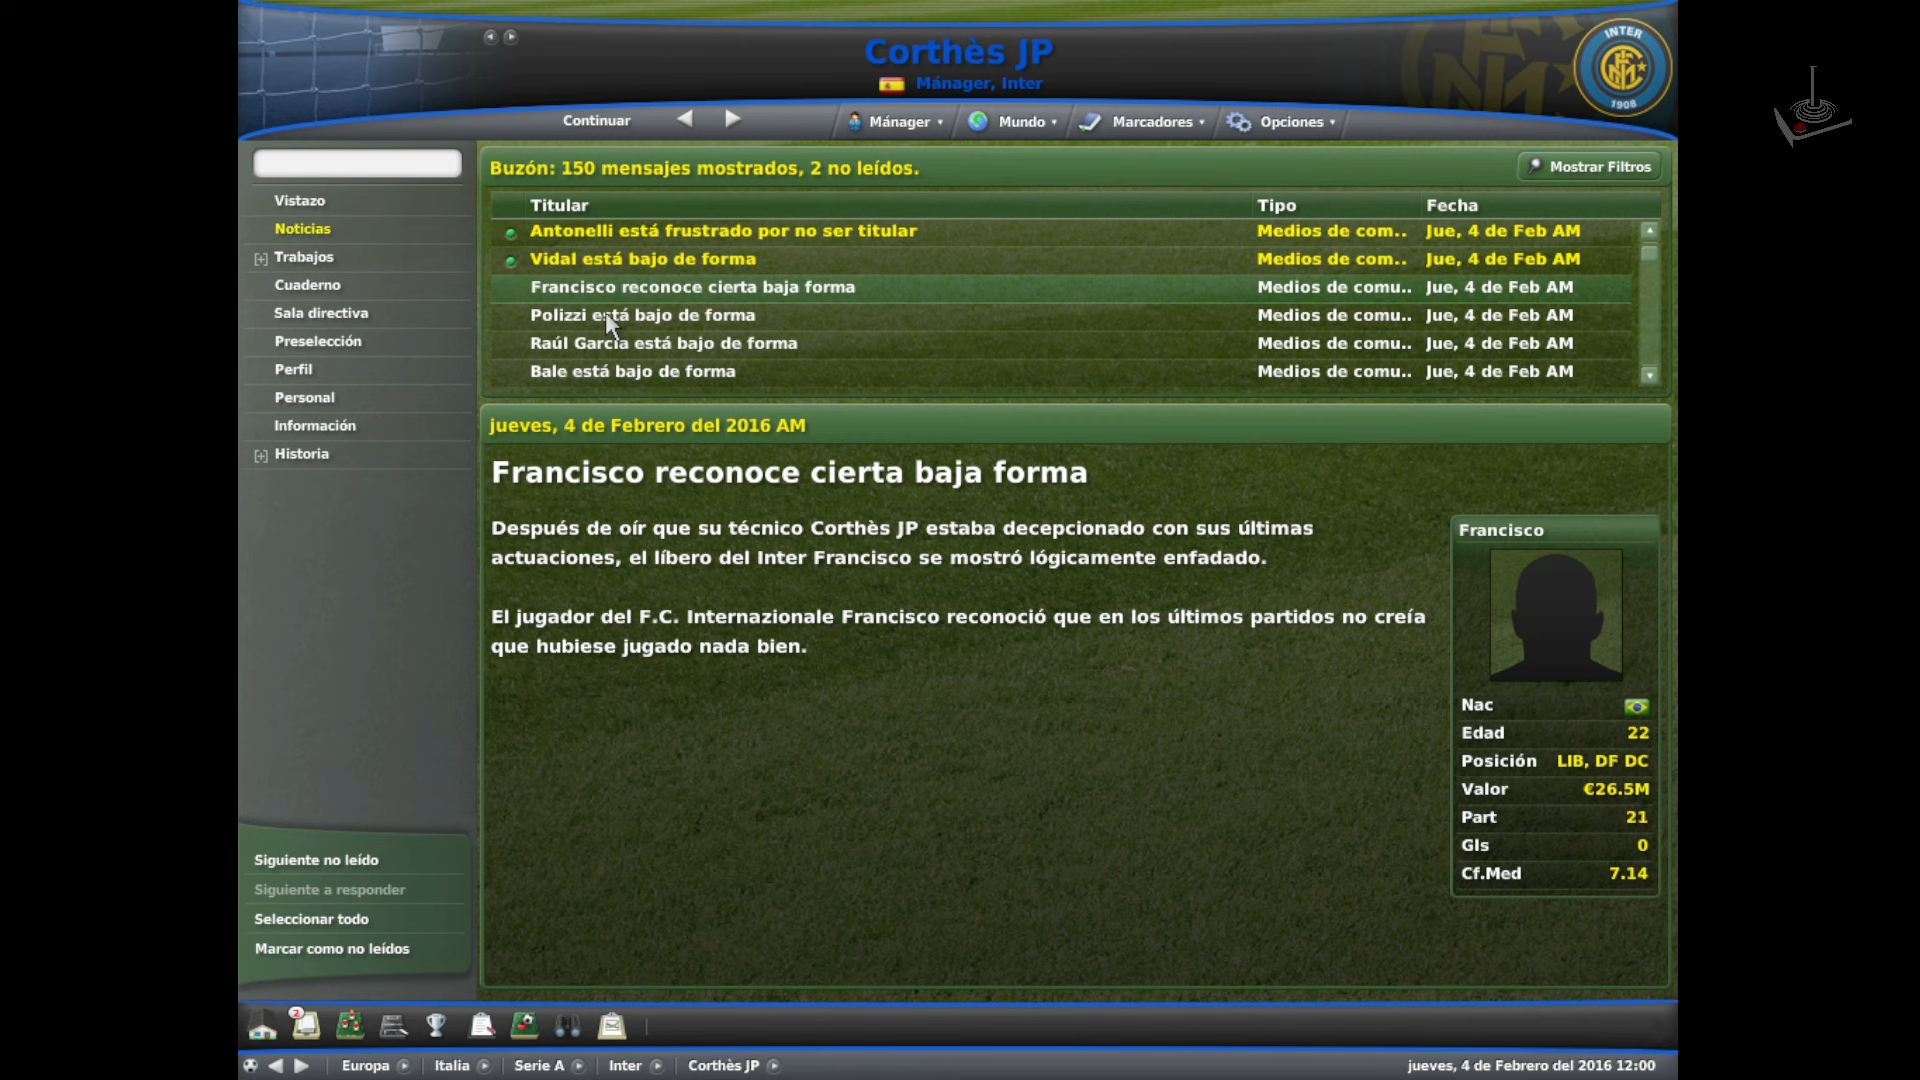 Corthès JP
Mánager, Inter
INTER
1908
Continuar
Mánager
Mundo
Marcadores
Opciones
Vistazo
Noticias
[+] Trabajos
Cuaderno
Sala directiva
Preselección
Perfil
Personal
Información
[+] Historia
Siguiente no leído
Siguiente a responder
Seleccionar todo
Marcar como no leídos
Buzón: 150 mensajes mostrados, 2 no leídos.
Mostrar Filtros
Titular Tipo Fecha
Antonelli está frustrado por no ser titular Medios de com.. Jue, 4 de Feb AM
Vidal está bajo de forma Medios de com.. Jue, 4 de Feb AM
Francisco reconoce cierta baja forma Medios de comu.. Jue, 4 de Feb AM
Polizzi está bajo de forma Medios de comu.. Jue, 4 de Feb AM
Raúl García está bajo de forma Medios de comu.. Jue, 4 de Feb AM
Bale está bajo de forma Medios de comu.. Jue, 4 de Feb AM
jueves, 4 de Febrero del 2016 AM
Francisco reconoce cierta baja forma
Después de oír que su técnico Corthès JP estaba decepcionado con sus últimas
actuaciones, el líbero del Inter Francisco se mostró lógicamente enfadado.
El jugador del F.C. Internazionale Francisco reconoció que en los últimos partidos no creía
que hubiese jugado nada bien.
Francisco
Nac
Edad 22
Posición LIB, DF DC
Valor €26.5M
Part 21
Gls 0
Cf.Med 7.14
2
Europa Italia Serie A Inter Corthès JP
jueves, 4 de Febrero del 2016 12:00